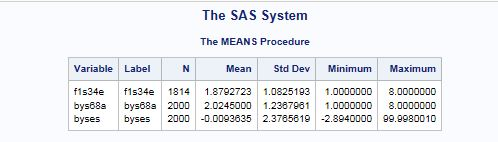 The SAS System
The MEANS Procedure
Variable Label N Mean Std Dev Minimum Maximum
f1s34e f1s34e 1814 1.8792723 1.0825193 1.0000000 8.0000000
bys68a bys68a 2000 2.0245000 1.2367961 1.0000000 8.0000000
byses byses 2000 -0.0093635 2.3765619 -2.8940000 99.9980010